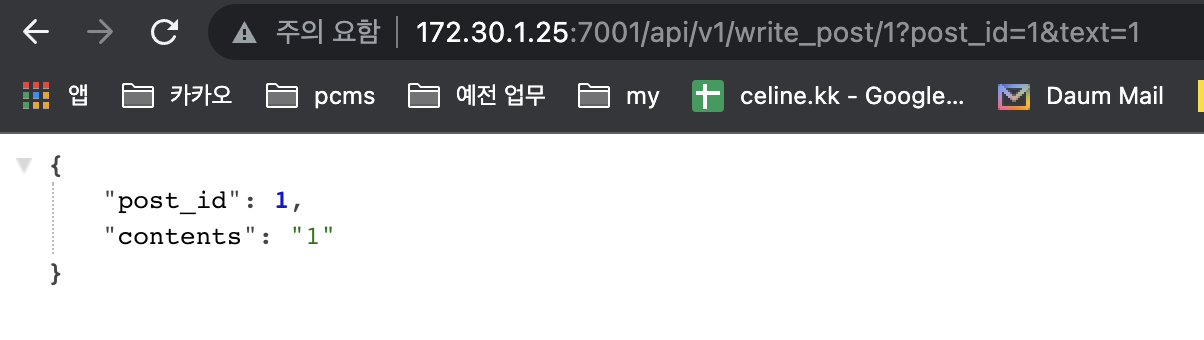 주의 요함 172.30.1.25:7001/api/v1/write_post/1?post_id=1&text=1
앱 카카오 pcms 예전 업무 my celine.kk - Google... Daum Mail
{
"post_id": 1,
"contents": "1"
}